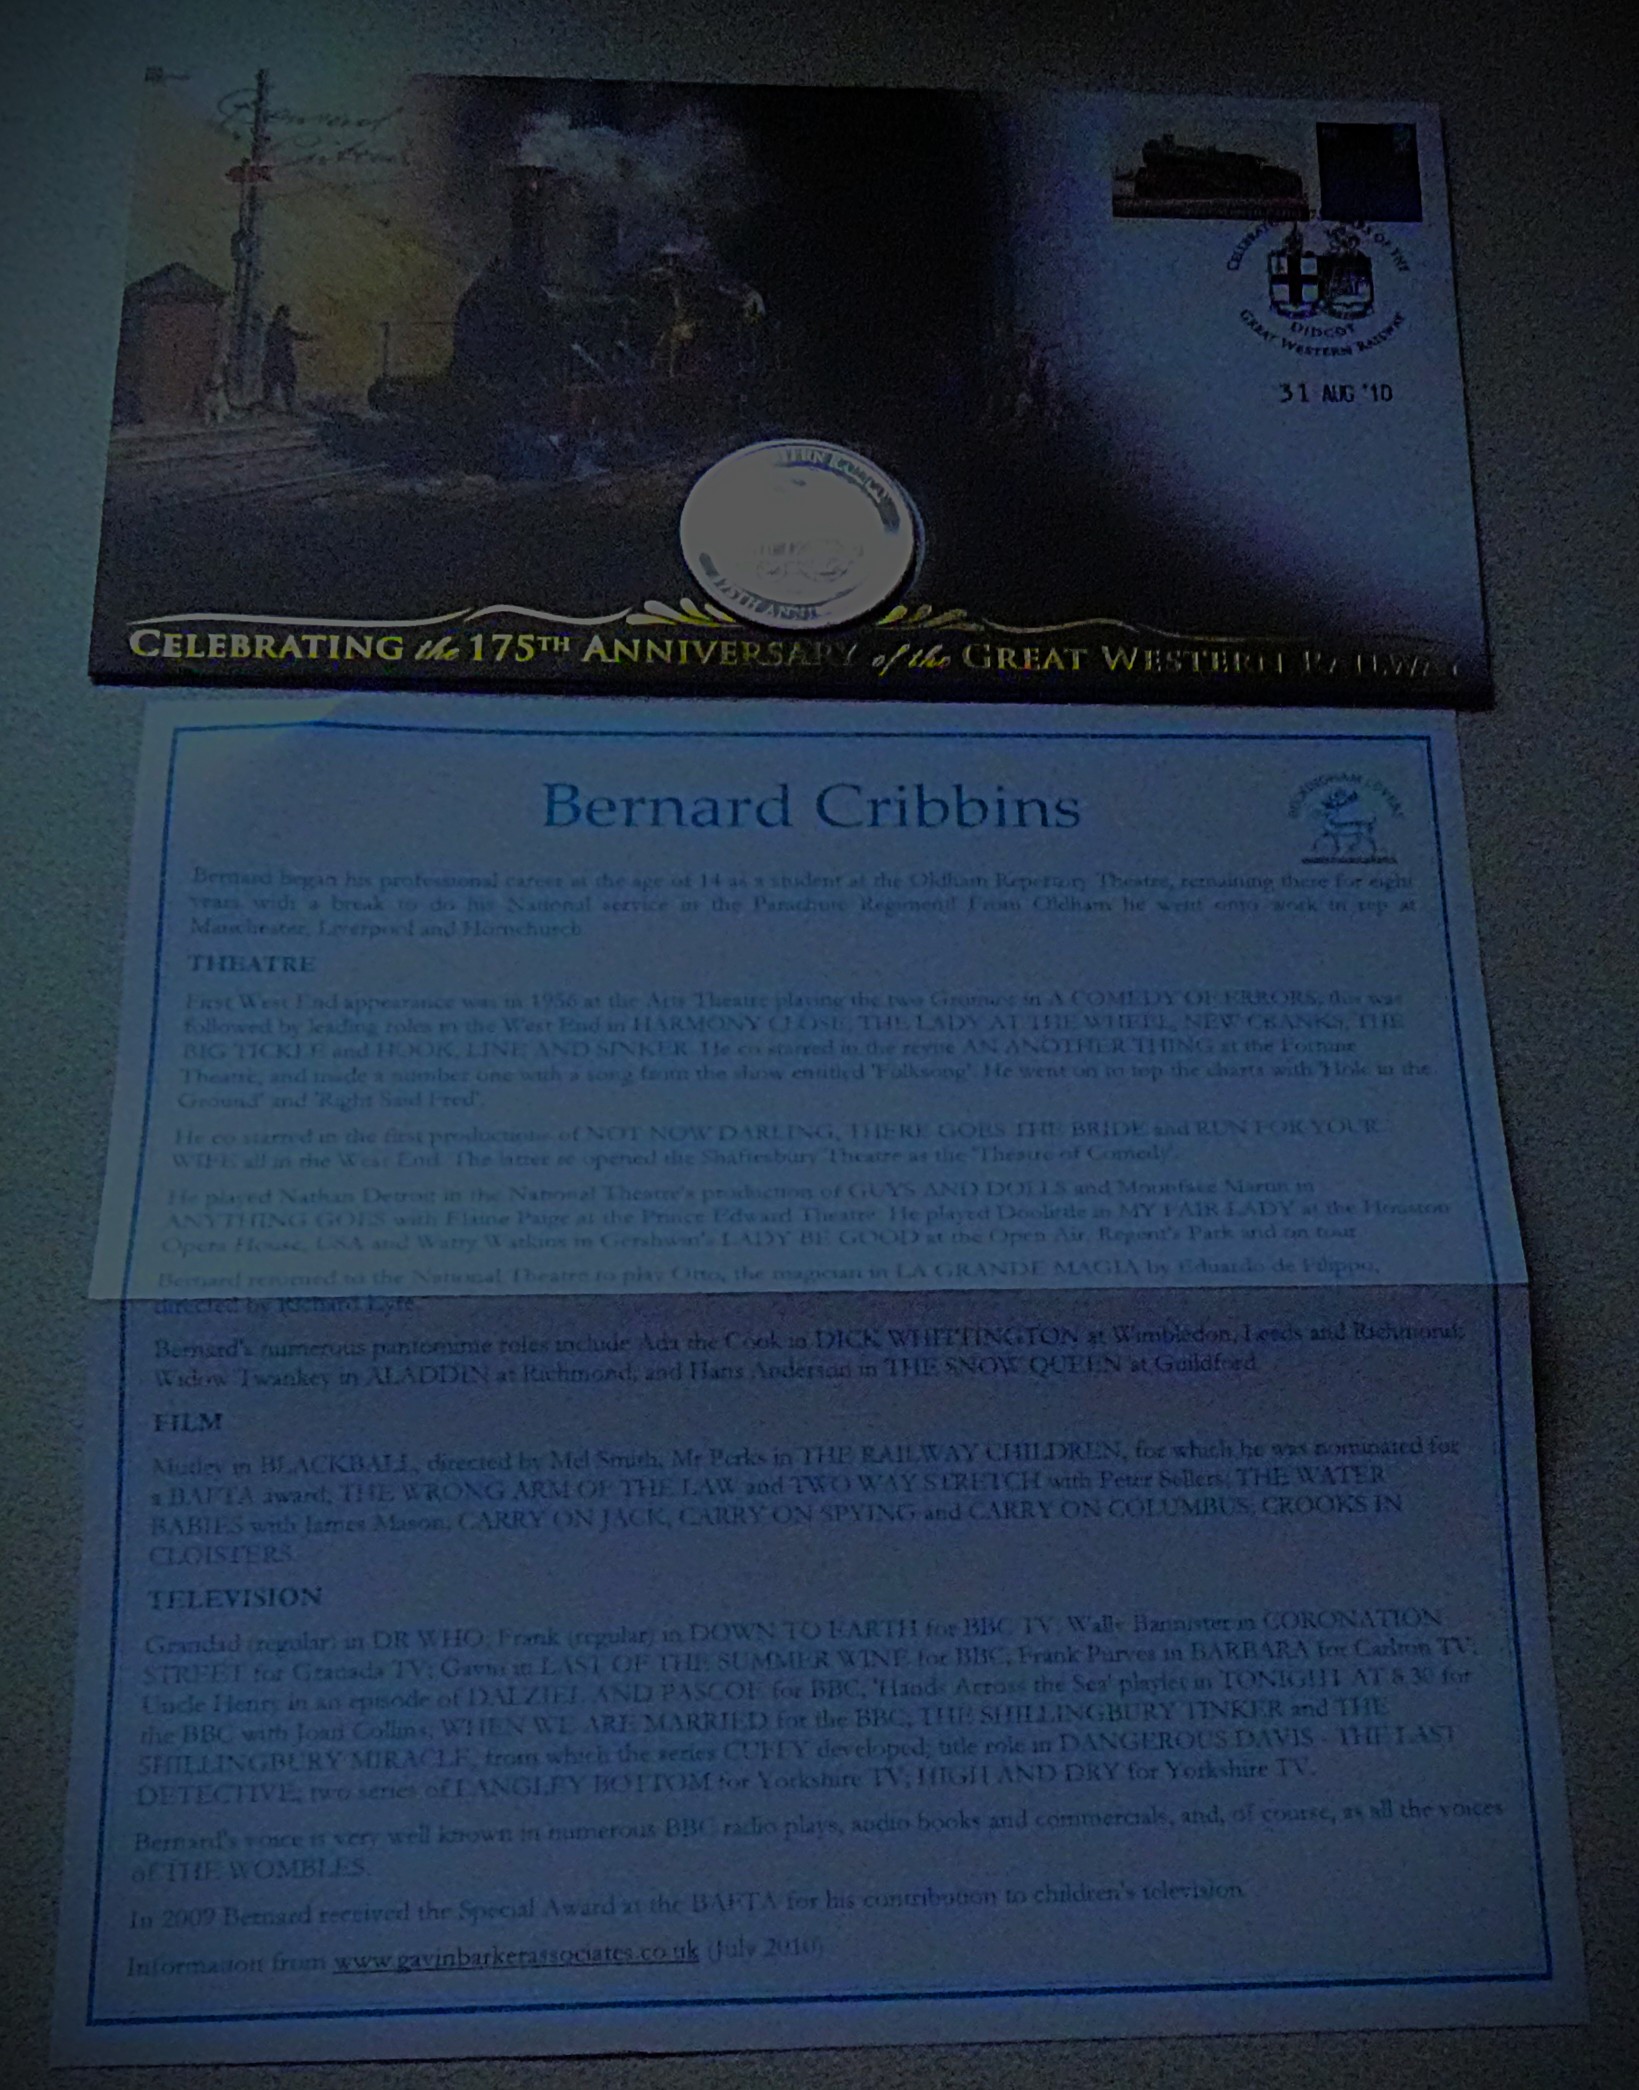 Bernard
Cribbins
CELEBRATING 175 YEARS OF THE
GREAT WESTERN RAILWAY
DIDCOT
31 AUG '10
175TH ANNI
CELEBRATING the 175TH ANNIVERSARY of the GREAT WESTERN RAILWAY
Bernard Cribbins
Bernard began his professional career at the age of 14 as a student at the Oldham Repertory Theatre, remaining there for eight
years with a break to do his National service in the Parachute Regiment! From Oldham he went onto work in rep at
Manchester, Liverpool and Hornchurch.
THEATRE
First West End appearance was in 1956 at the Arts Theatre playing the two Dromios in A COMEDY OF ERRORS; this was
followed by leading roles in the West End in HARMONY CLOSE, THE LADY AT THE WHEEL, NEW CRANKS, THE
BIG TICKLE and HOOK, LINE AND SINKER. He co starred in the revue AN ANOTHER THING at the Fortune
Theatre, and made a number one with a song from the show entitled 'Folksong'. He went on to top the charts with 'Hole in the
Ground' and 'Right Said Fred'.
He co starred in the first productions of NOT NOW DARLING, THERE GOES THE BRIDE and RUN FOR YOUR
WIFE all in the West End. The latter re opened the Shaftesbury Theatre as the 'Theatre of Comedy'.
He played Nathan Detroit in the National Theatre's production of GUYS AND DOLLS and Moonface Martin in
ANYTHING GOES with Elaine Paige at the Prince Edward Theatre. He played Doolittle in MY FAIR LADY at the Houston
Opera House, USA and Watty Watkins in Gershwin's LADY BE GOOD at the Open Air, Regent's Park and on tour.
Bernard returned to the National Theatre to play Otto, the magician in LA GRANDE MAGIA by Eduardo de Filippo,
directed by Richard Eyre.
Bernard's numerous pantomime roles include Ada the Cook in DICK WHITTINGTON at Wimbledon, Leeds and Richmond;
Widow Twankey in ALADDIN at Richmond; and Hans Anderson in THE SNOW QUEEN at Guildford.
FILM
Mutley in BLACKBALL, directed by Mel Smith, Mr Perks in THE RAILWAY CHILDREN, for which he was nominated for
a BAFTA award; THE WRONG ARM OF THE LAW and TWO WAY STRETCH with Peter Sellers; THE WATER
BABIES with James Mason; CARRY ON JACK, CARRY ON SPYING and CARRY ON COLUMBUS; CROOKS IN
CLOISTERS.
TELEVISION
Grandad (regular) in DR WHO; Frank (regular) in DOWN TO EARTH for BBC TV; Wally Bannister in CORONATION
STREET for Granada TV; Gavin in LAST OF THE SUMMER WINE for BBC; Frank Purves in BARBARA for Carlton TV;
Uncle Henry in an episode of DALZIEL AND PASCOE for BBC, 'Hands Across the Sea' playlet in TONIGHT AT 8.30 for
the BBC with Joan Collins; WHEN WE ARE MARRIED for the BBC; THE SHILLINGBURY TINKER and THE
SHILLINGBURY MIRACLE, from which the series CUFFY developed; title role in DANGEROUS DAVIS - THE LAST
DETECTIVE; two series of LANGLEY BOTTOM for Yorkshire TV; HIGH AND DRY for Yorkshire TV.
Bernard's voice is very well known in numerous BBC radio plays, audio books and commercials, and, of course, as all the voices
of THE WOMBLES.
In 2009 Bernard received the Special Award at the BAFTA for his contribution to children's television.
Information from www.gavinbarkerassociates.co.uk (July 2010)